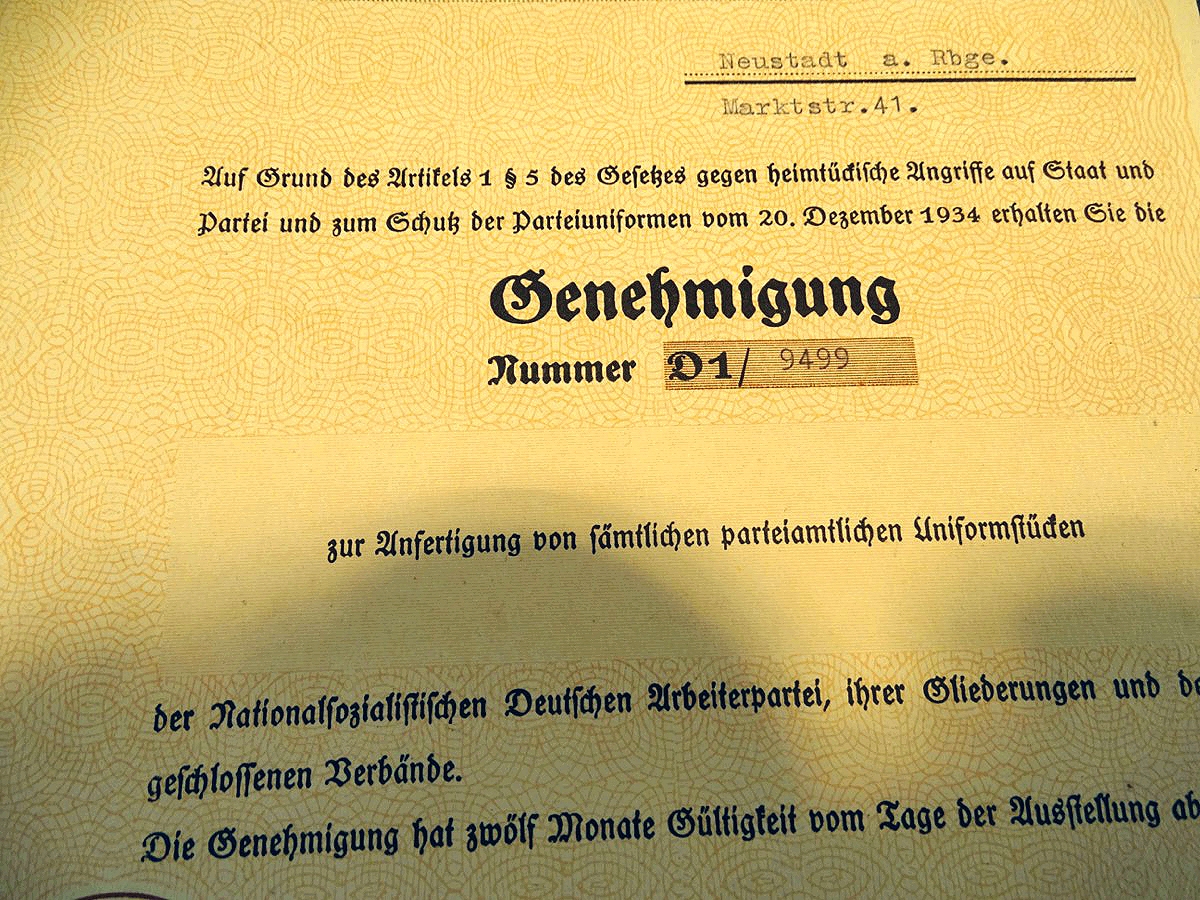 Neustadt a. Rbge.
Marktstr.41.
Auf Grund des Artikels 1 § 5 des Gesetzes gegen heimtückische Angriffe auf Staat und
Partei und zum Schutz der Parteiuniformen vom 20. Dezember 1934 erhalten Sie die
Genehmigung
Nummer D1/ 9499
zur Anfertigung von sämtlichen parteiamtlichen Uniformstücken
der Nationalsozialistischen Deutschen Arbeiterpartei, ihrer Gliederungen und de
geschlossenen Verbände.
Die Genehmigung hat zwölf Monate Gültigkeit vom Tage der Ausstellung ab